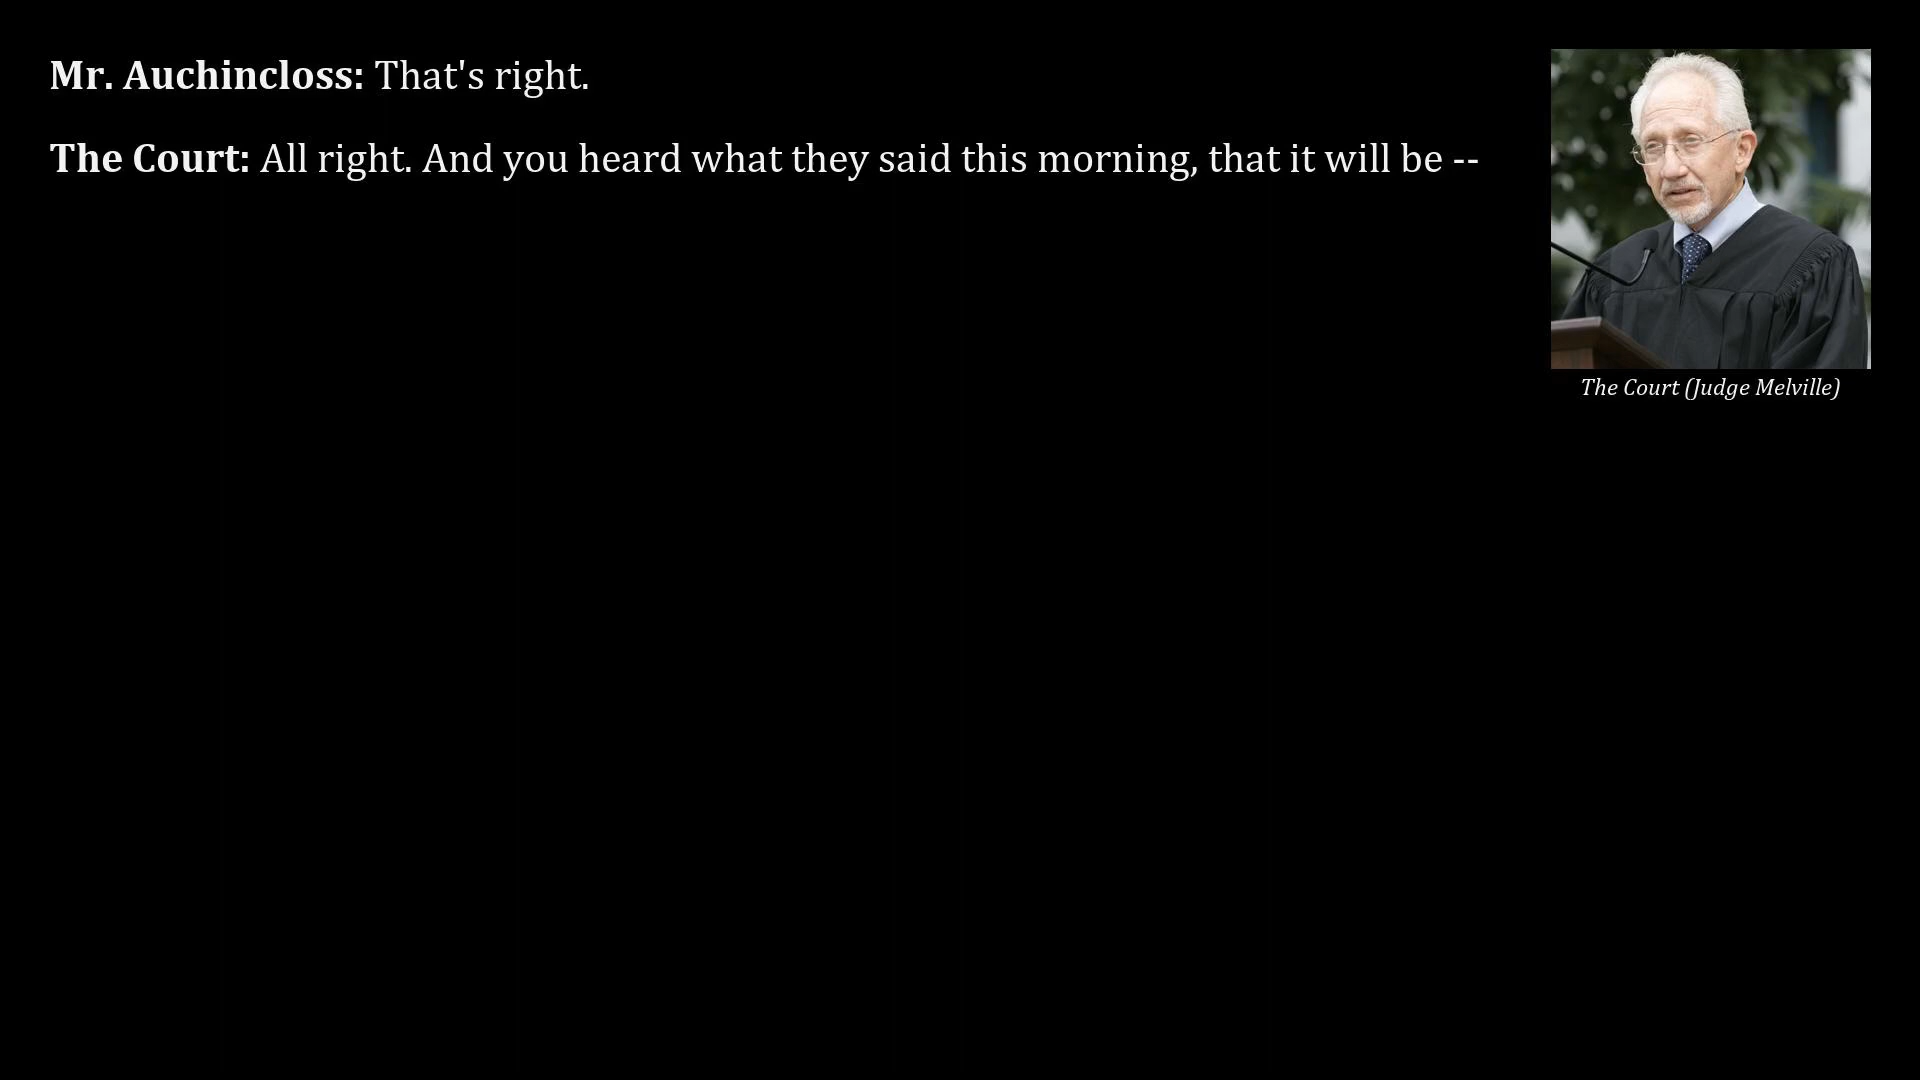 Mr. Auchincloss: That's right.
The Court: All right. And you heard what they said this morning, that it will be --
The Court (Judge Melville)